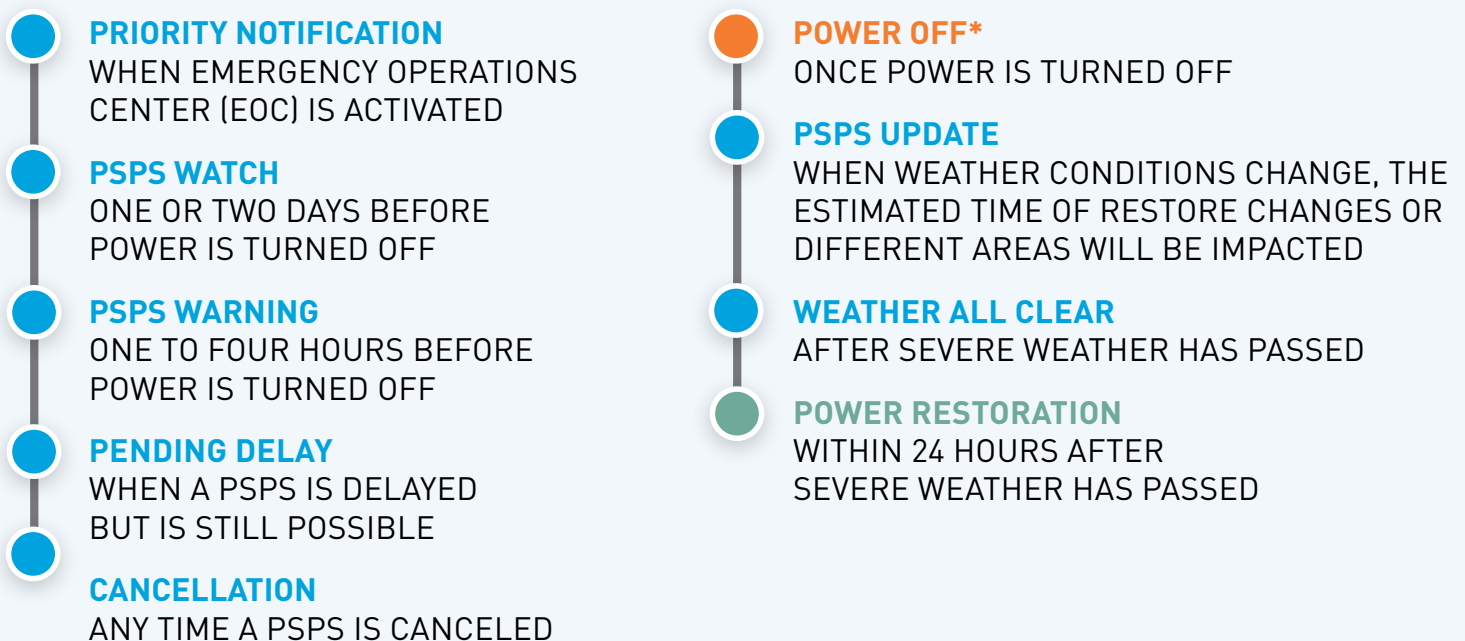 PRIORITY NOTIFICATION
WHEN EMERGENCY OPERATIONS
CENTER (EOC) IS ACTIVATED
PSPS WATCH
ONE OR TWO DAYS BEFORE
POWER IS TURNED OFF
PSPS WARNING
ONE TO FOUR HOURS BEFORE
POWER IS TURNED OFF
PENDING DELAY
WHEN A PSPS IS DELAYED
BUT IS STILL POSSIBLE
CANCELLATION
ANY TIME A PSPS IS CANCELED
POWER OFF*
ONCE POWER IS TURNED OFF
PSPS UPDATE
WHEN WEATHER CONDITIONS CHANGE, THE
ESTIMATED TIME OF RESTORE CHANGES OR
DIFFERENT AREAS WILL BE IMPACTED
WEATHER ALL CLEAR
AFTER SEVERE WEATHER HAS PASSED
POWER RESTORATION
WITHIN 24 HOURS AFTER
SEVERE WEATHER HAS PASSED